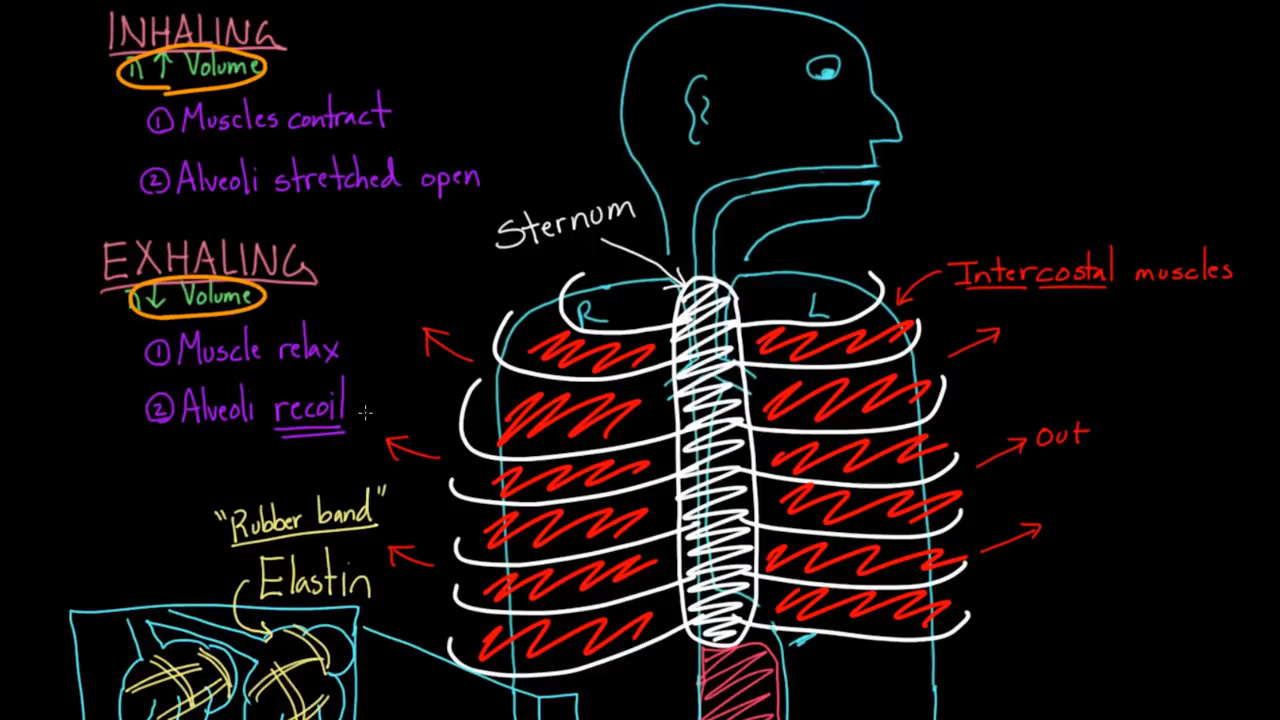 INHALING
↑ Volume
① Muscles contract
② Alveoli stretched open
EXHALING
↓ Volume
① Muscle relax
② Alveoli recoil
"Rubber band"
Elastin
Sternum
R
L
Intercostal muscles
Out